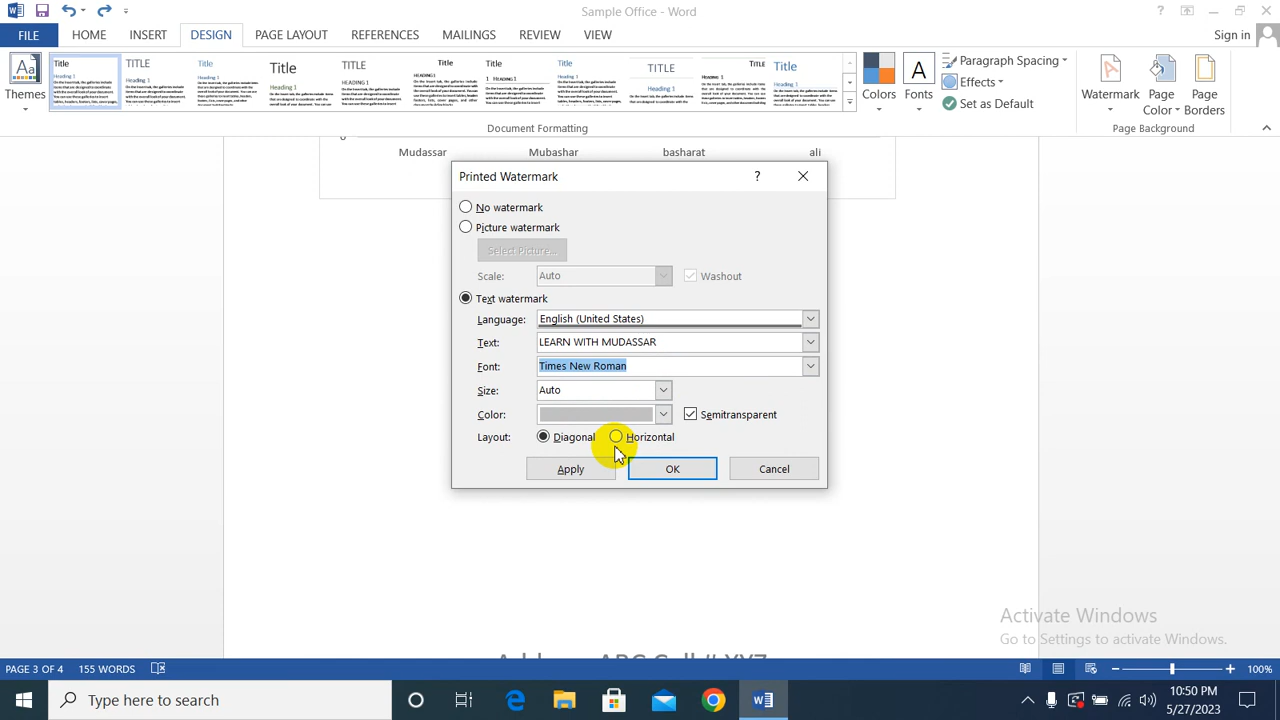 Sample Office - Word
FILE HOME INSERT DESIGN PAGE LAYOUT REFERENCES MAILINGS REVIEW VIEW Sign in
Themes Colors Fonts Paragraph Spacing Effects Set as Default Watermark Page Color Page Borders
Document Formatting Page Background
Mudassar Mubashar basharat ali
Printed Watermark
No watermark
Picture watermark
Select Picture...
Scale: Auto Washout
Text watermark
Language: English (United States)
Text: LEARN WITH MUDASSAR
Font: Times New Roman
Size: Auto
Color: Semitransparent
Layout: Diagonal Horizontal
Apply OK Cancel
Activate Windows
Go to Settings to activate Windows.
PAGE 3 OF 4 155 WORDS 100%
Type here to search
10:50 PM
5/27/2023